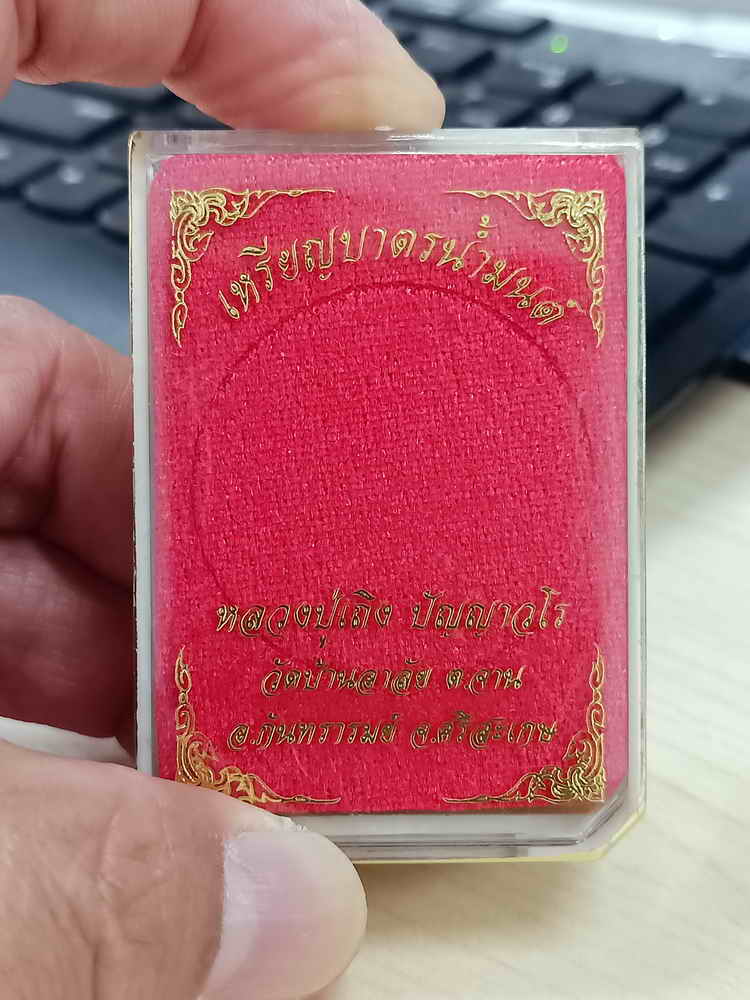 เหรียญบาตรน้ำมนต์
หลวงปู่เถิง ปัญญาวโร
วัดบ้านอาลัย ต.จาน
อ.กันทรารมย์ จ.ศรีสะเกษ